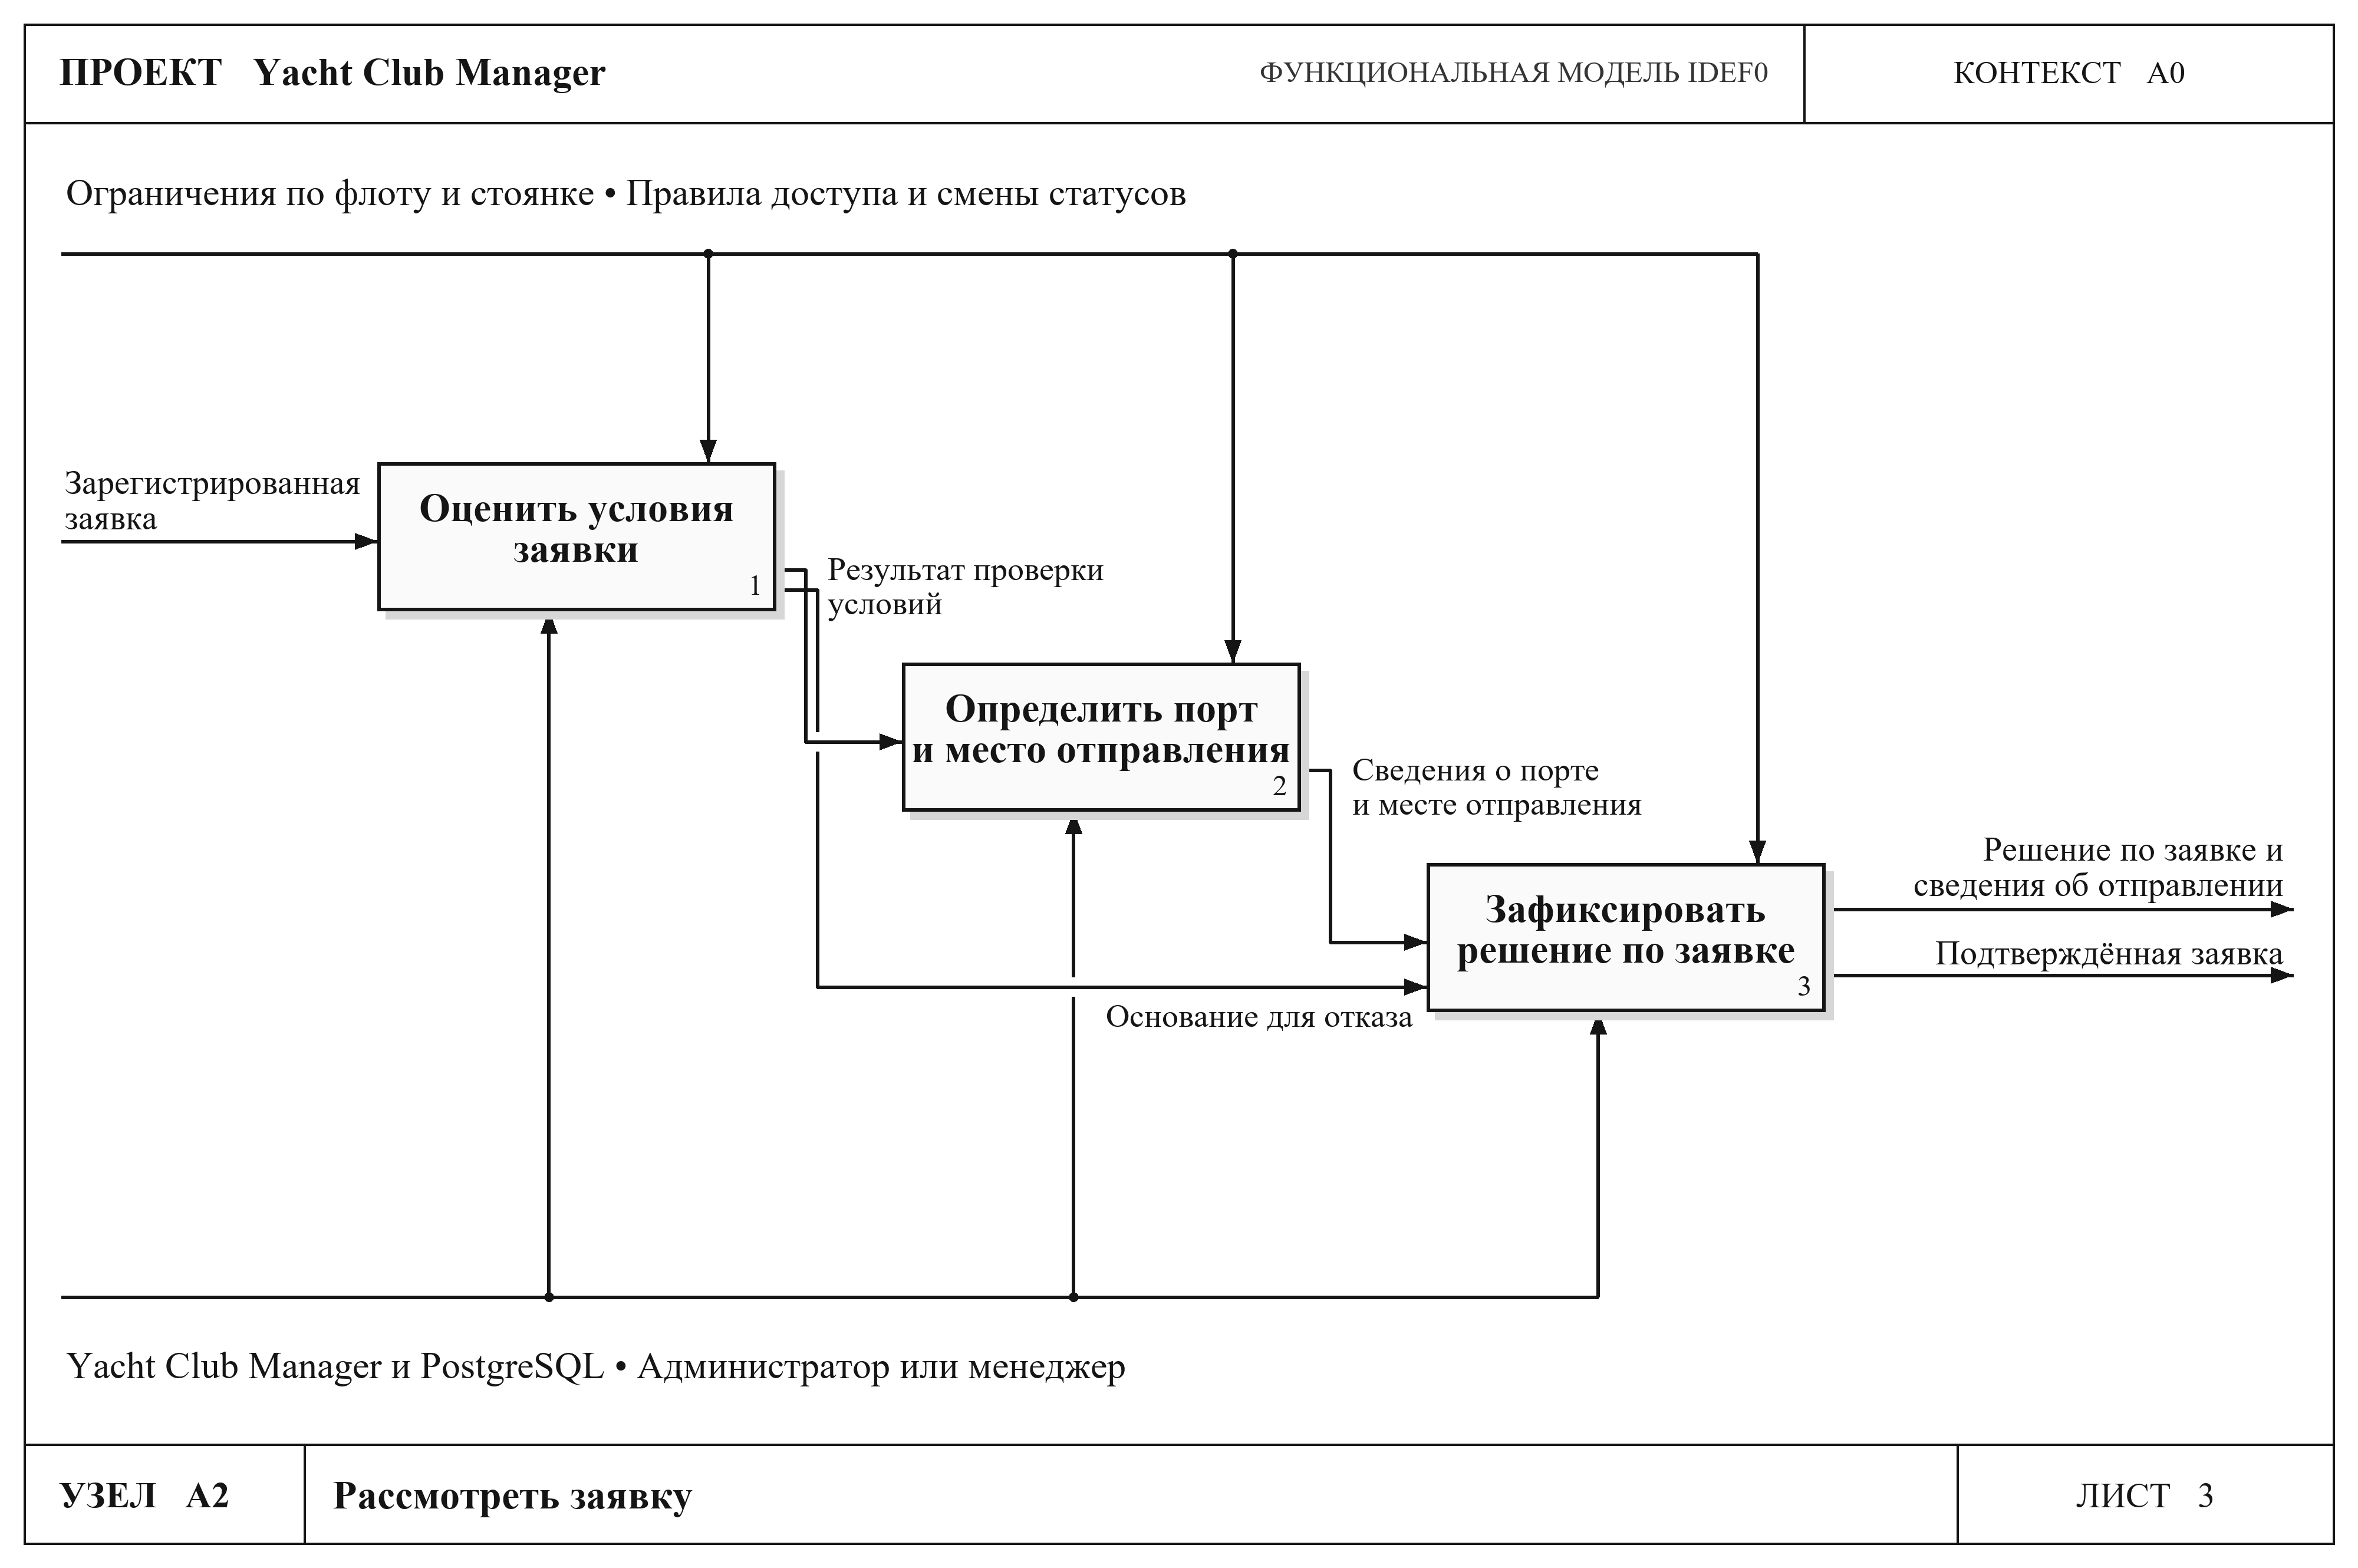 ПРОЕКТ Yacht Club Manager
ФУНКЦИОНАЛЬНАЯ МОДЕЛЬ IDEF0
КОНТЕКСТ A0
Ограничения по флоту и стоянке • Правила доступа и смены статусов
Зарегистрированная
заявка
Оценить условия
заявки
1
Результат проверки
условий
Определить порт
и место отправления
2
Сведения о порте
и месте отправления
Зафиксировать
решение по заявке
3
Решение по заявке и
сведения об отправлении
Подтверждённая заявка
Основание для отказа
Yacht Club Manager и PostgreSQL • Администратор или менеджер
УЗЕЛ A2
Рассмотреть заявку
ЛИСТ 3